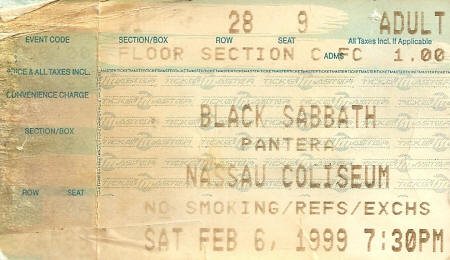 28 9 ADULT
EVENT CODE SECTION/BOX ROW SEAT All Taxes Incl. If Applicable
FLOOR SECTION C FC ADMS 1.00
PRICE & ALL TAXES INCL.
CONVENIENCE CHARGE
BLACK SABBATH
SECTION/BOX
PANTERA
NASSAU COLISEUM
ROW SEAT
NO SMOKING/REFS/EXCHS
SAT FEB 6, 1999 7:30PM